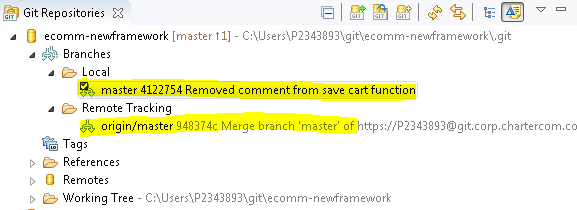 Git Repositories
ecomm-newframework [master ↑1] - C:\Users\P2343893\git\ecomm-newframework\.git
Branches
Local
master 4122754 Removed comment from save cart function
Remote Tracking
origin/master 948374c Merge branch 'master' of https://P2343893@git.corp.chartercom.co
Tags
References
Remotes
Working Tree - C:\Users\P2343893\git\ecomm-newframework